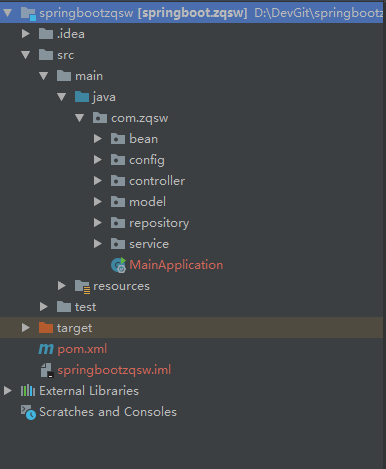 springbootzqsw [springboot.zqsw] D:\DevGit\springbootz
.idea
src
main
java
com.zqsw
bean
config
controller
model
repository
service
MainApplication
resources
test
target
pom.xml
springbootzqsw.iml
External Libraries
Scratches and Consoles